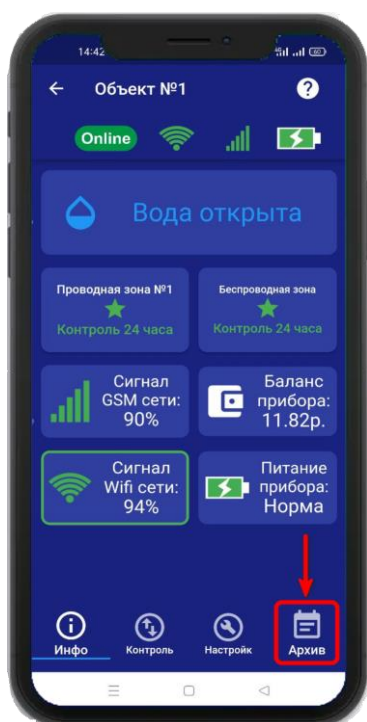 14:42
Объект №1
?
Online
Вода открыта
Проводная зона №1
Контроль 24 часа
Беспроводная зона
Контроль 24 часа
Сигнал
GSM сети:
90%
Баланс
прибора:
11.82р.
Сигнал
Wifi сети:
94%
Питание
прибора:
Норма
Инфо
Контроль
Настройк
Архив